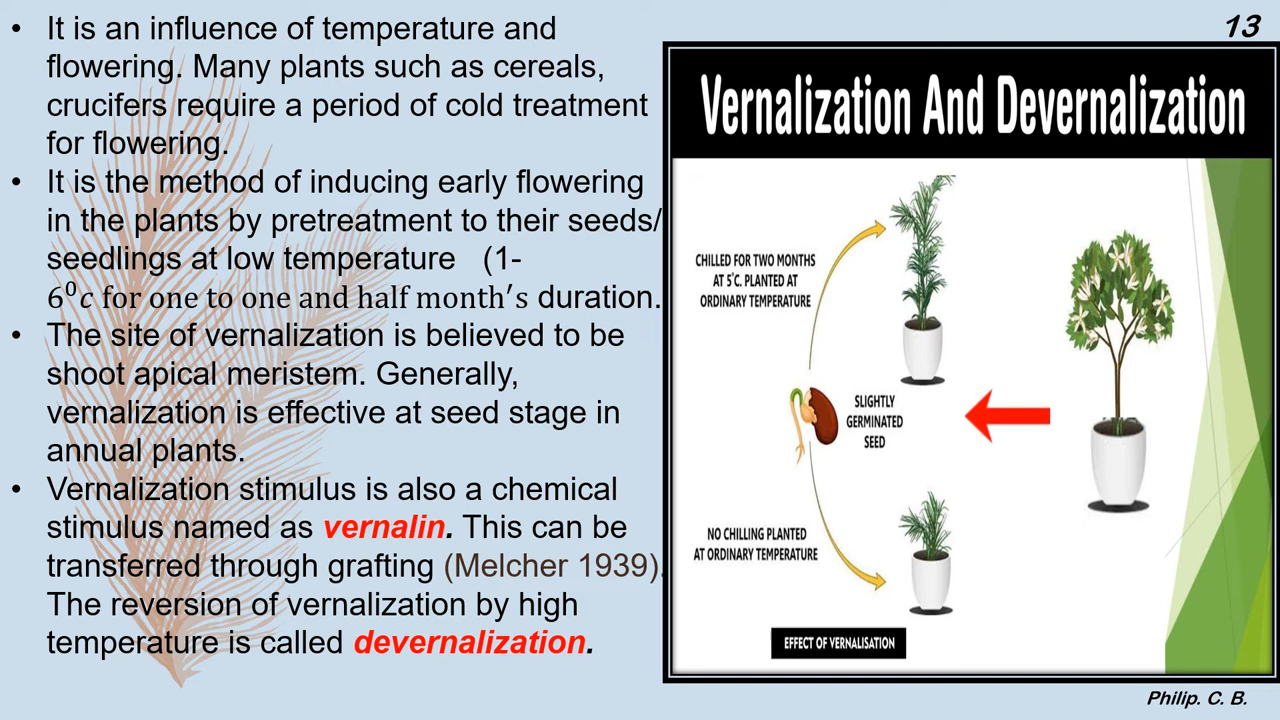 13
• It is an influence of temperature and
flowering. Many plants such as cereals,
crucifers require a period of cold treatment
for flowering.
• It is the method of inducing early flowering
in the plants by pretreatment to their seeds/
seedlings at low temperature (1-
6⁰c for one to one and half month's duration.
• The site of vernalization is believed to be
shoot apical meristem. Generally,
vernalization is effective at seed stage in
annual plants.
• Vernalization stimulus is also a chemical
stimulus named as vernalin. This can be
transferred through grafting (Melcher 1939).
The reversion of vernalization by high
temperature is called devernalization.
Vernalization And Devernalization
CHILLED FOR TWO MONTHS
AT 5°C. PLANTED AT
ORDINARY TEMPERATURE
SLIGHTLY
GERMINATED
SEED
NO CHILLING PLANTED
AT ORDINARY TEMPERATURE
EFFECT OF VERNALISATION
Philip. C. B.